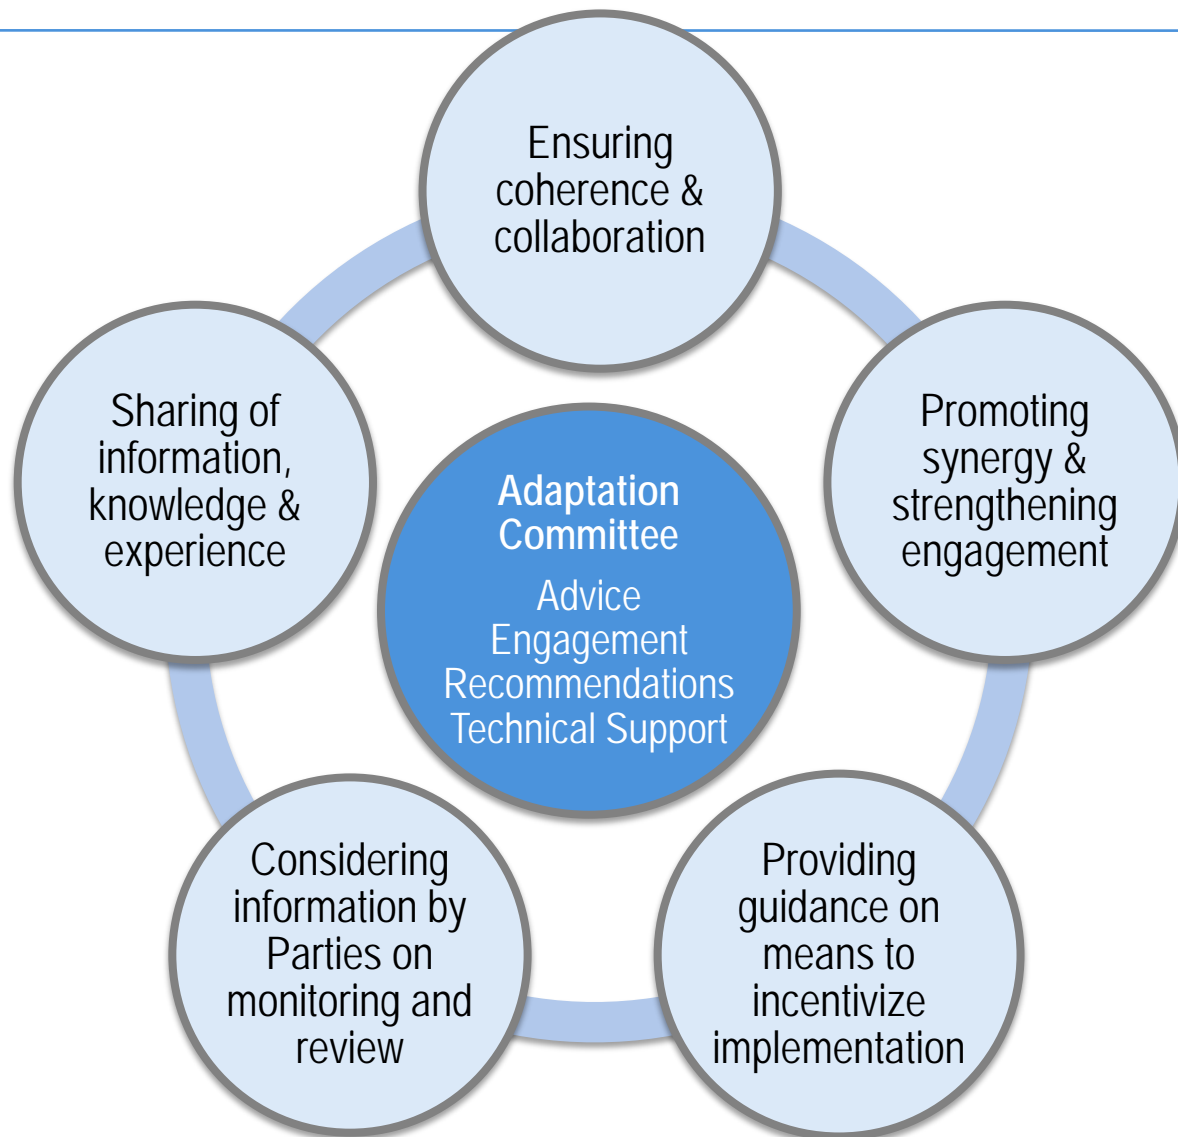 Ensuring
coherence &
collaboration
Promoting
synergy &
strengthening
engagement
Providing
guidance on
means to
incentivize
implementation
Considering
information by
Parties on
monitoring and
review
Sharing of
information,
knowledge &
experience
Adaptation
Committee
Advice
Engagement
Recommendations
Technical Support